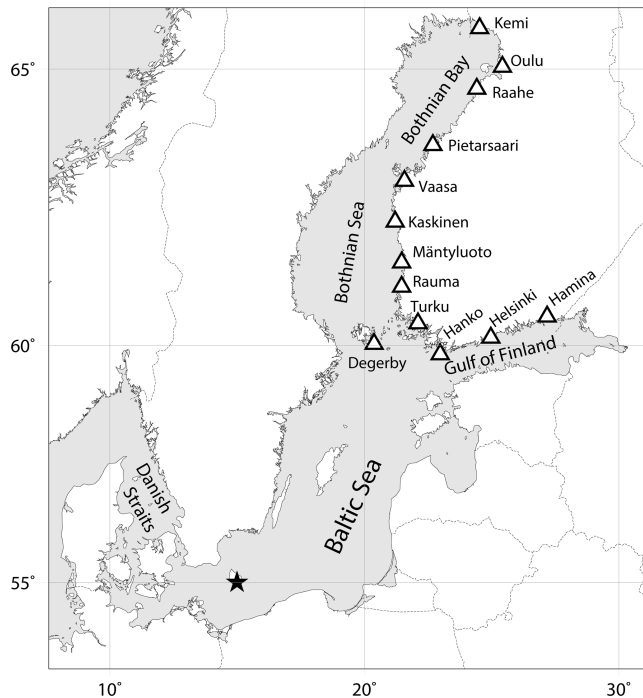 Kemi
65°
Oulu
Bothnian Bay
Raahe
Pietarsaari
Vaasa
Kaskinen
Bothnian Sea
Mäntyluoto
Rauma
Turku
Hanko
Helsinki
Hamina
60°
Degerby
Gulf of Finland
Danish
Straits
Baltic Sea
55°
10°
20°
30°